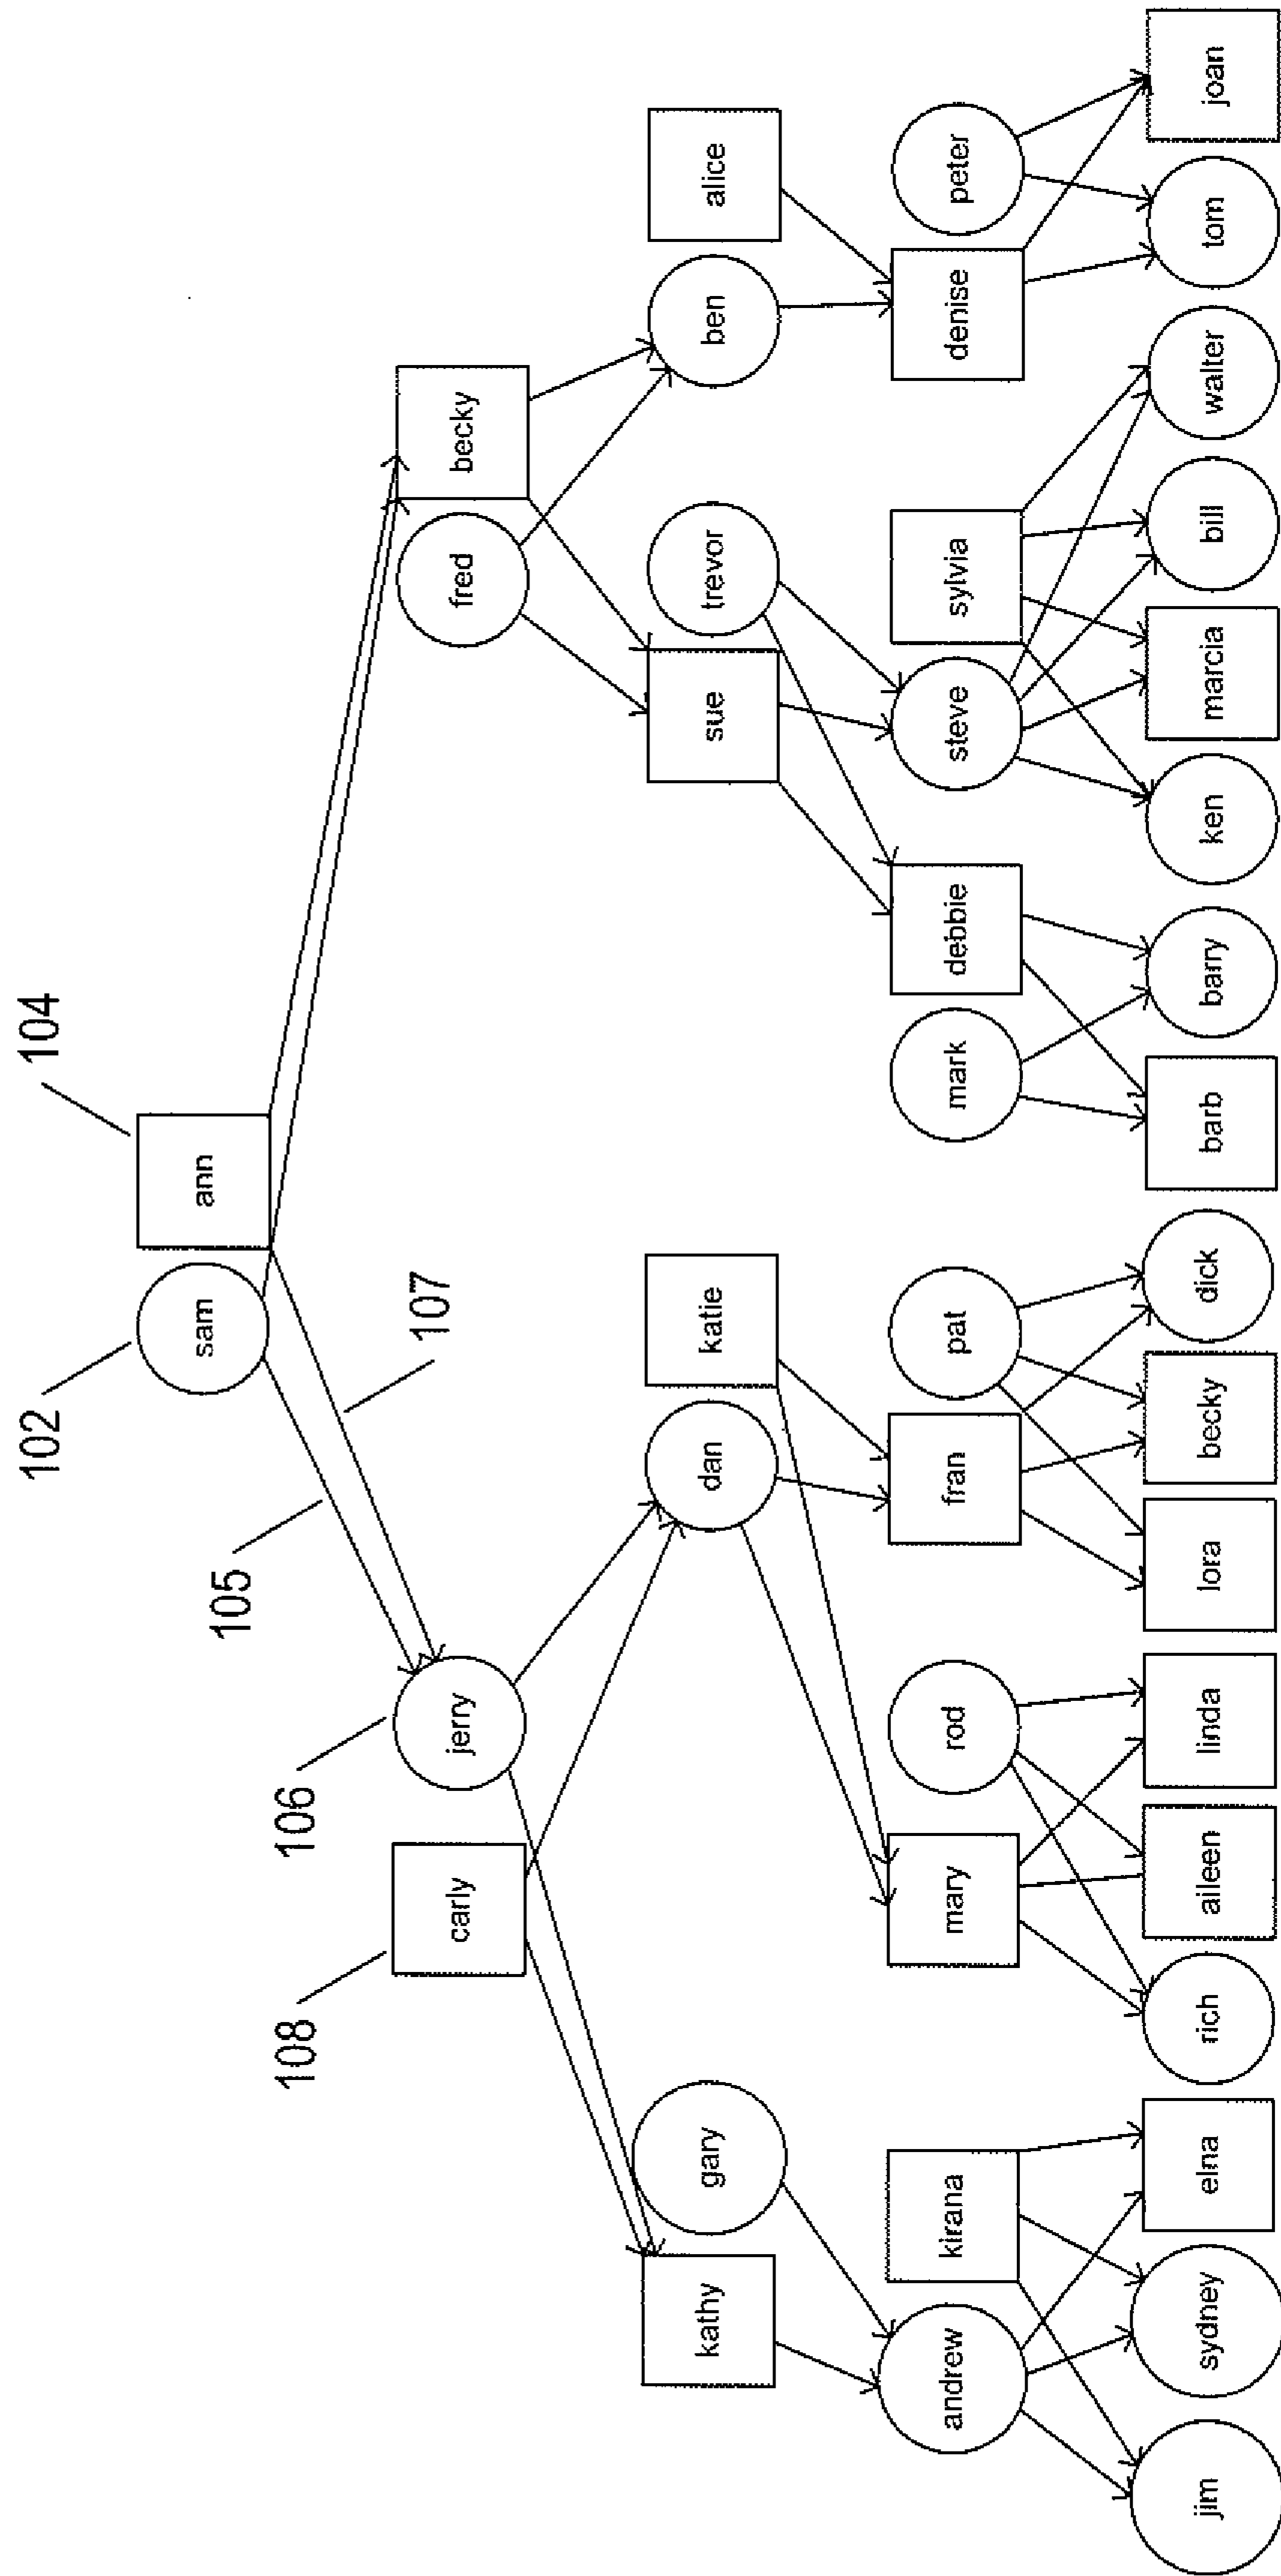 104
102
sam
ann
105
107
106
108
carly
jerry
fred
becky
kathy
gary
dan
katie
sue
trevor
ben
alice
andrew
kirana
mary
rod
fran
pat
mark
debbie
steve
sylvia
denise
peter
jim
sydney
elna
rich
aileen
linda
lora
becky
dick
barb
barry
ken
marcia
bill
walter
tom
joan